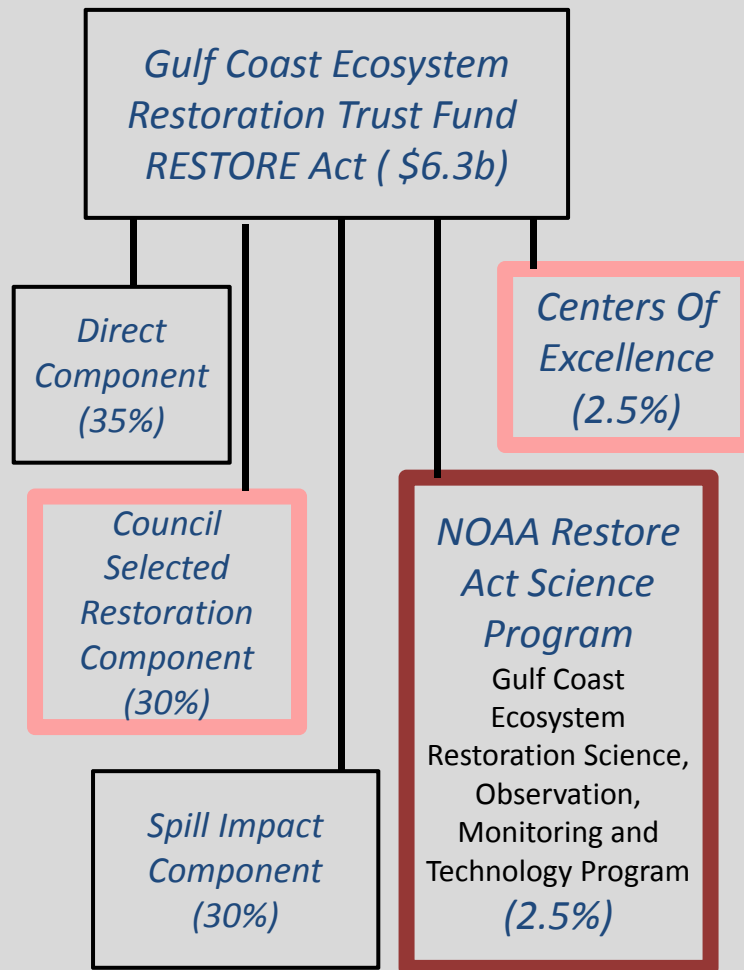 Gulf Coast Ecosystem
Restoration Trust Fund
RESTORE Act ( $6.3b)
Direct
Component
(35%)
Centers Of
Excellence
(2.5%)
Council
Selected
Restoration
Component
(30%)
NOAA Restore
Act Science
Program
Gulf Coast
Ecosystem
Restoration Science,
Observation,
Monitoring and
Technology Program
(2.5%)
Spill Impact
Component
(30%)